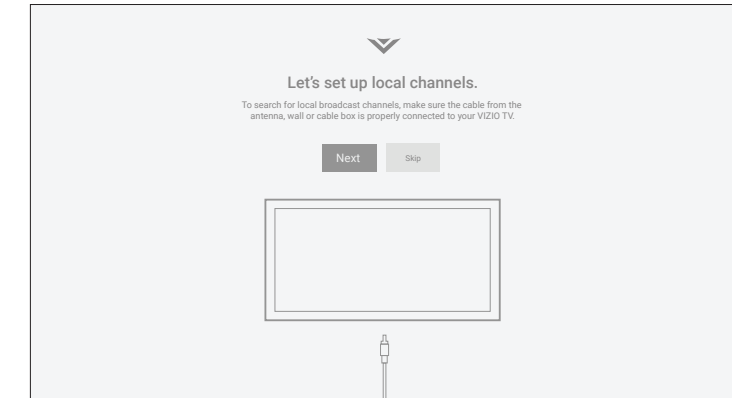 Let's set up local channels.
To search for local broadcast channels, make sure the cable from the
antenna, wall or cable box is properly connected to your VIZIO TV.
Next
Skip